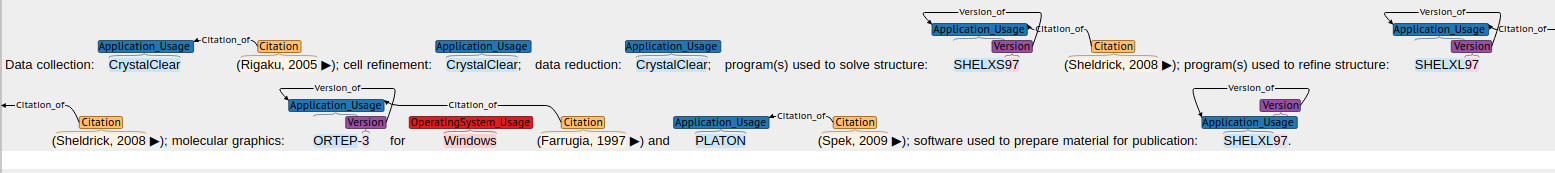 Version_of Version_of
Application_Usage Citation_of Citation Application_Usage Application_Usage Application_Usage Version Citation_of Citation Application_Usage Version Citation_of
Data collection: CrystalClear (Rigaku, 2005 ▶); cell refinement: CrystalClear; data reduction: CrystalClear; program(s) used to solve structure: SHELXS97 (Sheldrick, 2008 ▶); program(s) used to refine structure: SHELXL97
Version_of Version_of
Citation_of Citation Application_Usage Version Citation_of OperatingSystem_Usage Citation Application_Usage Citation_of Citation Version Application_Usage
(Sheldrick, 2008 ▶); molecular graphics: ORTEP-3 for Windows (Farrugia, 1997 ▶) and PLATON (Spek, 2009 ▶); software used to prepare material for publication: SHELXL97.